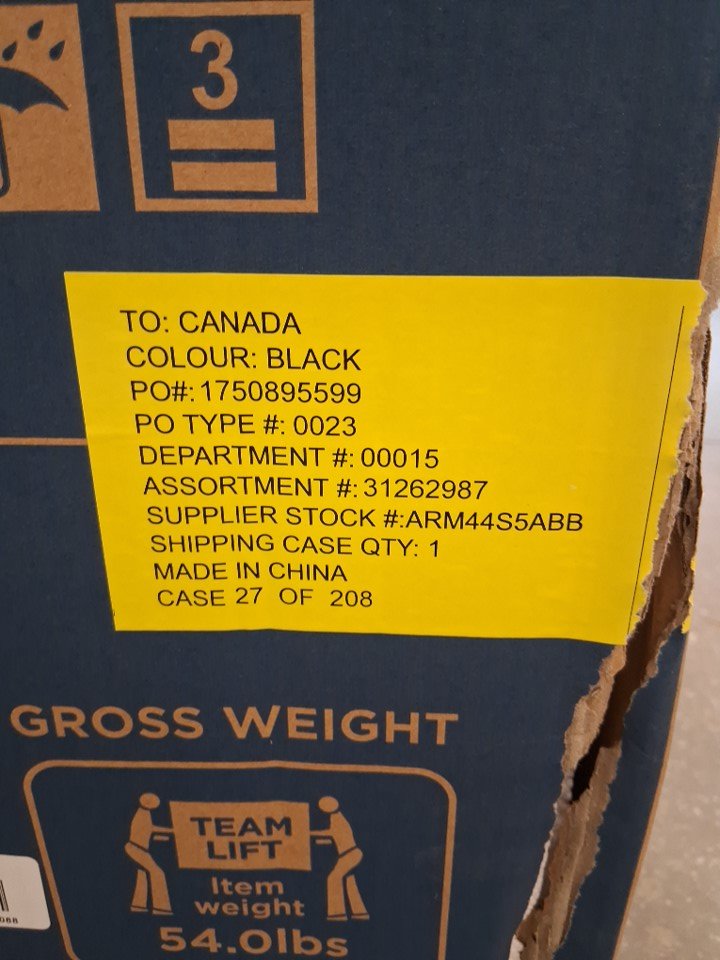 3
TO: CANADA
COLOUR: BLACK
PO#: 1750895599
PO TYPE #: 0023
DEPARTMENT #: 00015
ASSORTMENT #: 31262987
SUPPLIER STOCK #:ARM44S5ABB
SHIPPING CASE QTY: 1
MADE IN CHINA
CASE 27 OF 208
GROSS WEIGHT
TEAM
LIFT
Item
weight
54.0lbs